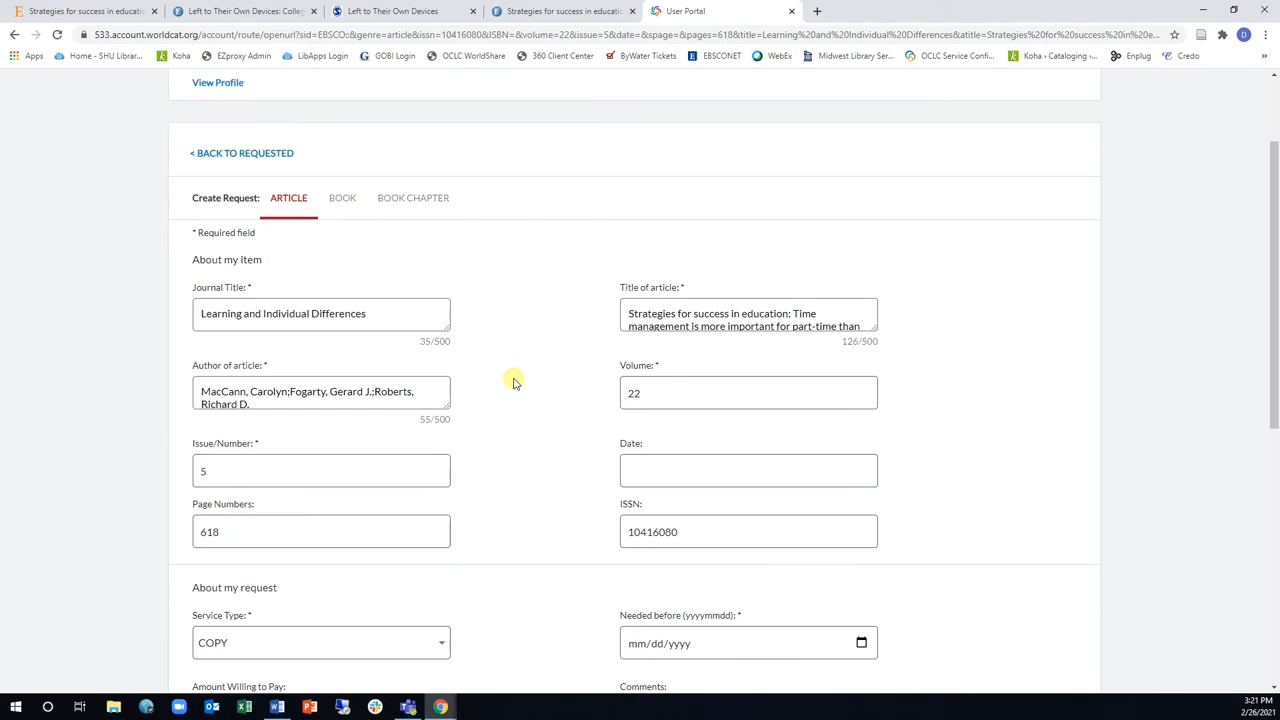 Strategies for success in educatio
Left to Their Own Devices: Colleg
Left to Their Own Devices
Strategies for success in educatio
User Portal
533.account.worldcat.org/account/route/openurl?sid=EBSCO::&genre=article&issn=10416080&ISBN=&volume=22&issue=5&date=&spage=&pages=618&title=Learning%20and%20Individual%20Differences&atitle=Strategies%20for%20success%20in%20e...
D
Apps
Home - SHU Librar...
Koha
EZproxy Admin
LibApps Login
GOBI Login
OCLC WorldShare
360 Client Center
ByWater Tickets
EBSCONET
WebEx
Midwest Library Ser...
OCLC Service Confi...
Koha › Cataloging ›...
Enplug
Credo
»
View Profile
< BACK TO REQUESTED
Create Request: ARTICLE BOOK BOOK CHAPTER
* Required field
About my item
Journal Title: *
Title of article: *
Learning and Individual Differences
Strategies for success in education: Time
management is more important for part-time than
35/500
126/500
Author of article: *
Volume: *
MacCann, Carolyn;Fogarty, Gerard J.;Roberts,
Richard D.
22
55/500
Issue/Number: *
Date:
5
Page Numbers:
ISSN:
618
10416080
About my request
Service Type: *
Needed before (yyyymmdd): *
COPY
mm/dd/yyyy
Amount Willing to Pay:
Comments:
3:21 PM
2/26/2021